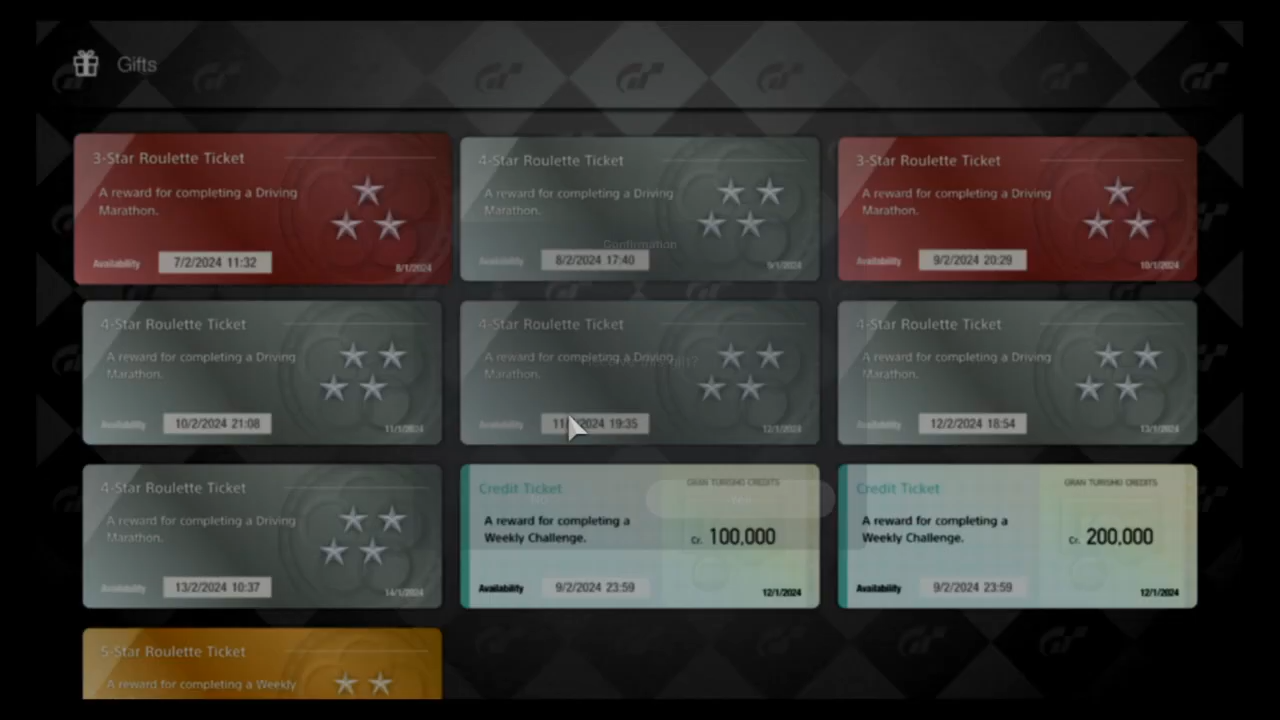 Gifts
3-Star Roulette Ticket
A reward for completing a Driving
Marathon.
Availability 7/2/2024 11:32
8/1/2024
4-Star Roulette Ticket
A reward for completing a Driving
Marathon.
Availability 8/2/2024 17:40
9/1/2024
3-Star Roulette Ticket
A reward for completing a Driving
Marathon.
Availability 9/2/2024 20:29
10/1/2024
Confirmation
4-Star Roulette Ticket
A reward for completing a Driving
Marathon.
Availability 10/2/2024 21:08
11/1/2024
4-Star Roulette Ticket
A reward for completing a Driving
Marathon.
Availability 19:35
12/1/2024
4-Star Roulette Ticket
A reward for completing a Driving
Marathon.
Availability 12/2/2024 18:54
13/1/2024
4-Star Roulette Ticket
A reward for completing a Driving
Marathon.
Availability 13/2/2024 10:37
14/1/2024
Credit Ticket
GRAN TURISMO CREDITS
A reward for completing a
Weekly Challenge.
Cr. 100,000
Availability 9/2/2024 23:59
12/1/2024
Credit Ticket
GRAN TURISMO CREDITS
A reward for completing a
Weekly Challenge.
Cr. 200,000
Availability 9/2/2024 23:59
12/1/2024
5-Star Roulette Ticket
A reward for completing a Weekly